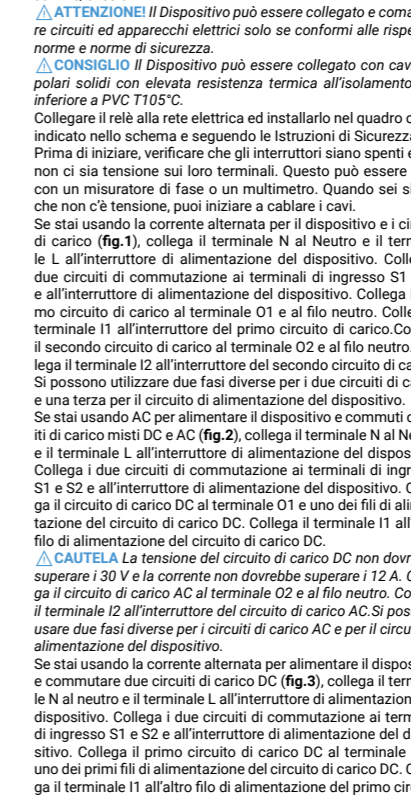 ⚠ATTENZIONE! Il Dispositivo può essere collegato e coma
re circuiti ed apparecchi elettrici solo se conformi alle rispe
norme e norme di sicurezza.
⚠CONSIGLIO Il Dispositivo può essere collegato con cav
polari solidi con elevata resistenza termica all'isolamento
inferiore a PVC T105°C.
Collegare il relè alla rete elettrica ed installarlo nel quadro
indicato nello schema e seguendo le Istruzioni di Sicurezza
Prima di iniziare, verificare che gli interruttori siano spenti e
non ci sia tensione sui loro terminali. Questo può essere
con un misuratore di fase o un multimetro. Quando sei si
che non c'è tensione, puoi iniziare a cablare i cavi.
Se stai usando la corrente alternata per il dispositivo e i cir
di carico (fig.1), collega il terminale N al Neutro e il term
le L all'interruttore di alimentazione del dispositivo. Colle
due circuiti di commutazione ai terminali di ingresso S1
e all'interruttore di alimentazione del dispositivo. Collega
mo circuito di carico al terminale O1 e al filo neutro. Colle
terminale I1 all'interruttore del primo circuito di carico.Co
il secondo circuito di carico al terminale O2 e al filo neutro.
lega il terminale I2 all'interruttore del secondo circuito di ca
Si possono utilizzare due fasi diverse per i due circuiti di ca
e una terza per il circuito di alimentazione del dispositivo.
Se stai usando AC per alimentare il dispositivo e commuti c
iti di carico misti DC e AC (fig.2), collega il terminale N al Ne
e il terminale L all'interruttore di alimentazione del dispos
Collega i due circuiti di commutazione ai terminali di ingr
S1 e S2 e all'interruttore di alimentazione del dispositivo. C
ga il circuito di carico DC al terminale O1 e uno dei fili di ali
tazione del circuito di carico DC. Collega il terminale I1 all
filo di alimentazione del circuito di carico DC.
⚠CAUTELA La tensione del circuito di carico DC non dovr
superare i 30 V e la corrente non dovrebbe superare i 12 A. C
ga il circuito di carico AC al terminale O2 e al filo neutro. Co
il terminale I2 all'interruttore del circuito di carico AC.Si pos
usare due fasi diverse per i circuiti di carico AC e per il circu
alimentazione del dispositivo.
Se stai usando la corrente alternata per alimentare il dispos
e commutare due circuiti di carico DC (fig.3), collega il term
le N al neutro e il terminale L all'interruttore di alimentazion
dispositivo. Collega i due circuiti di commutazione ai term
di ingresso S1 e S2 e all'interruttore di alimentazione del d
sitivo. Collega il primo circuito di carico DC al terminale
uno dei primi fili di alimentazione del circuito di carico DC. C
ga il terminale I1 all'altro filo di alimentazione del primo circ